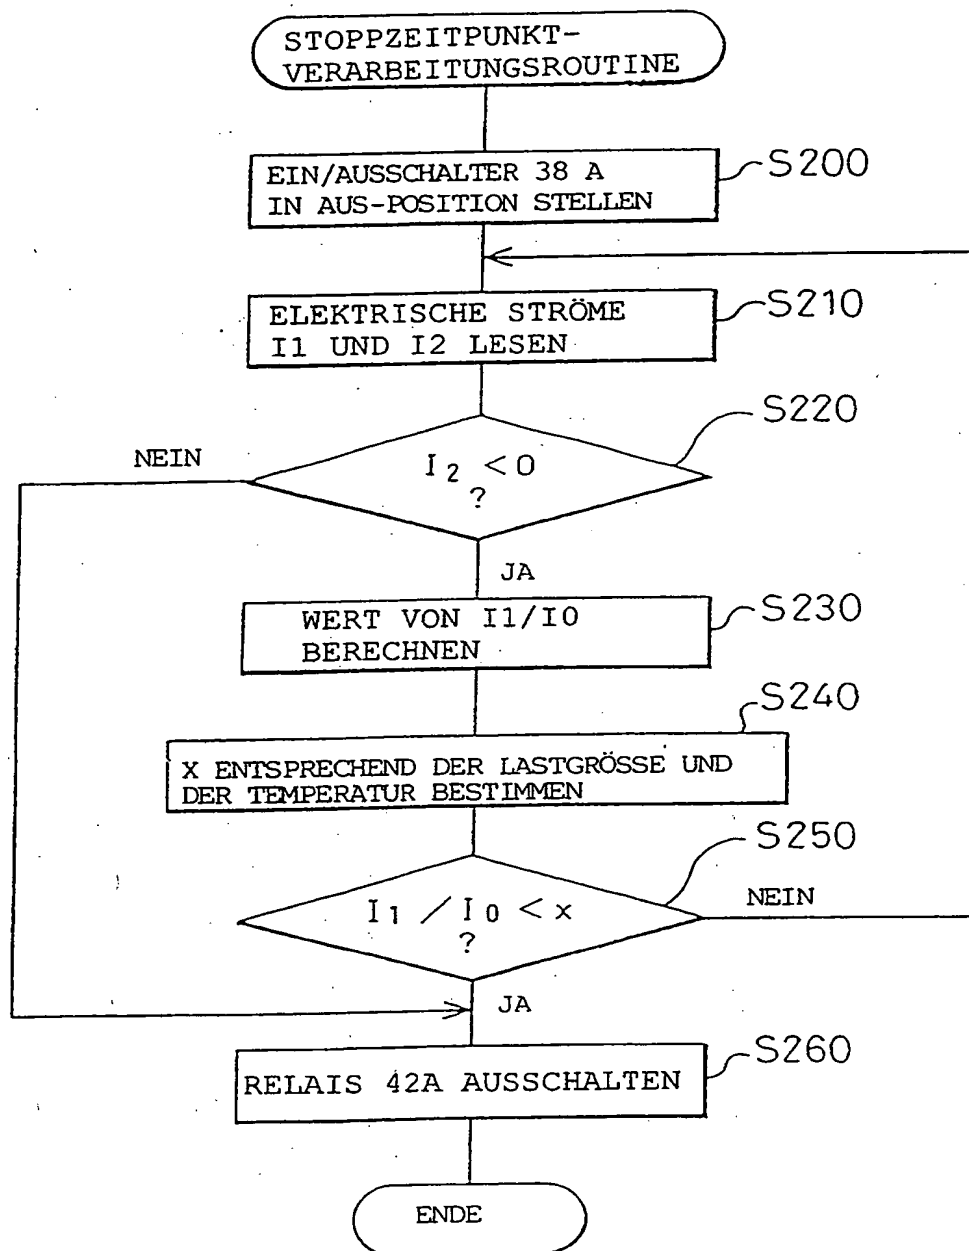 STOPPZEITPUNKT-
VERARBEITUNGSROUTINE
EIN/AUSSCHALTER 38 A
IN AUS-POSITION STELLEN
S200
ELEKTRISCHE STRÖME
I1 UND I2 LESEN
S210
S220
NEIN
I2 <0
?
JA
WERT VON I1/I0
BERECHNEN
S230
S240
X ENTSPRECHEND DER LASTGRÖSSE UND
DER TEMPERATUR BESTIMMEN
S250
I1 / I0 < x
?
NEIN
JA
S260
RELAIS 42A AUSSCHALTEN
ENDE